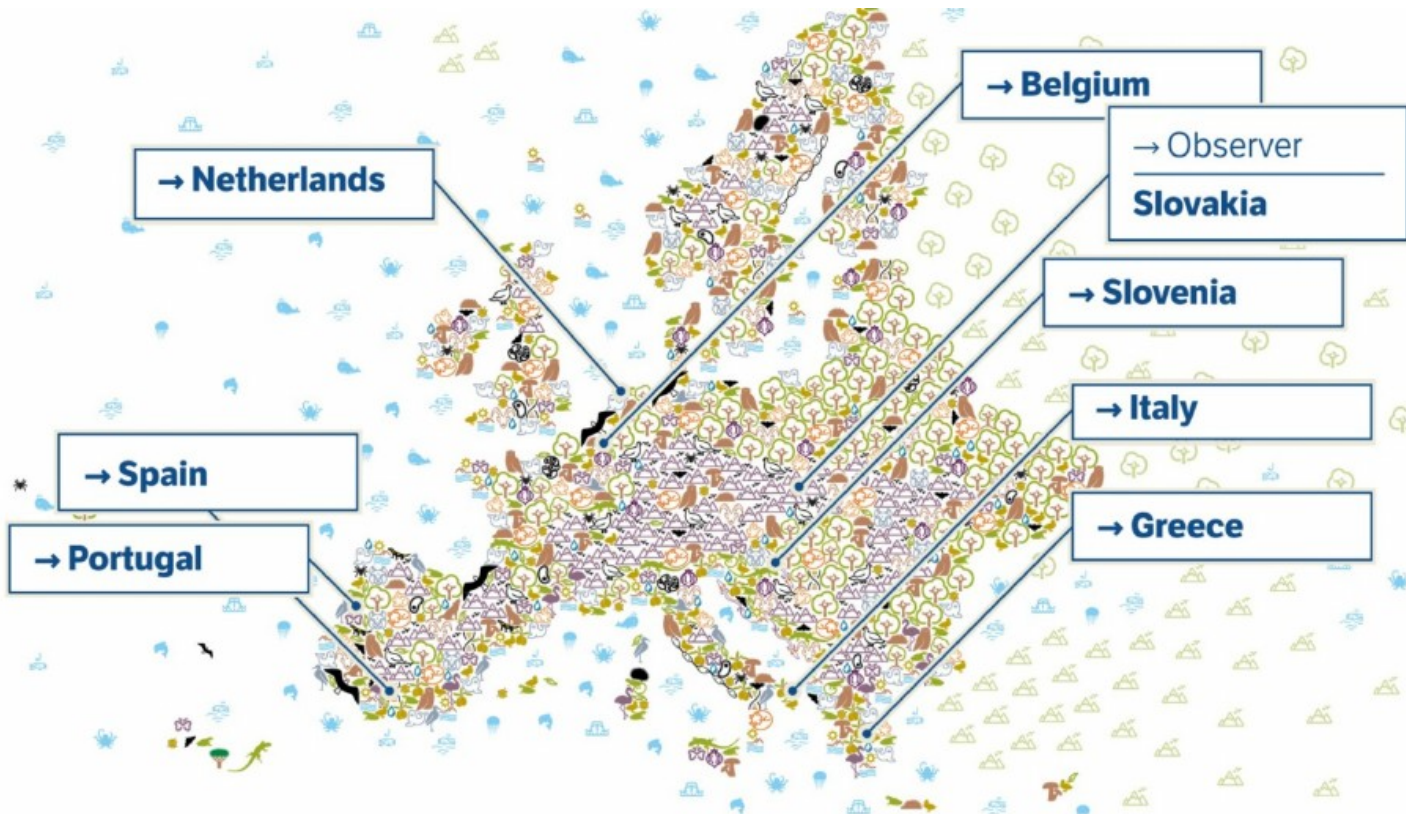 → Belgium
→ Observer
Slovakia
→ Netherlands
→ Slovenia
→ Italy
→ Spain
→ Greece
→ Portugal